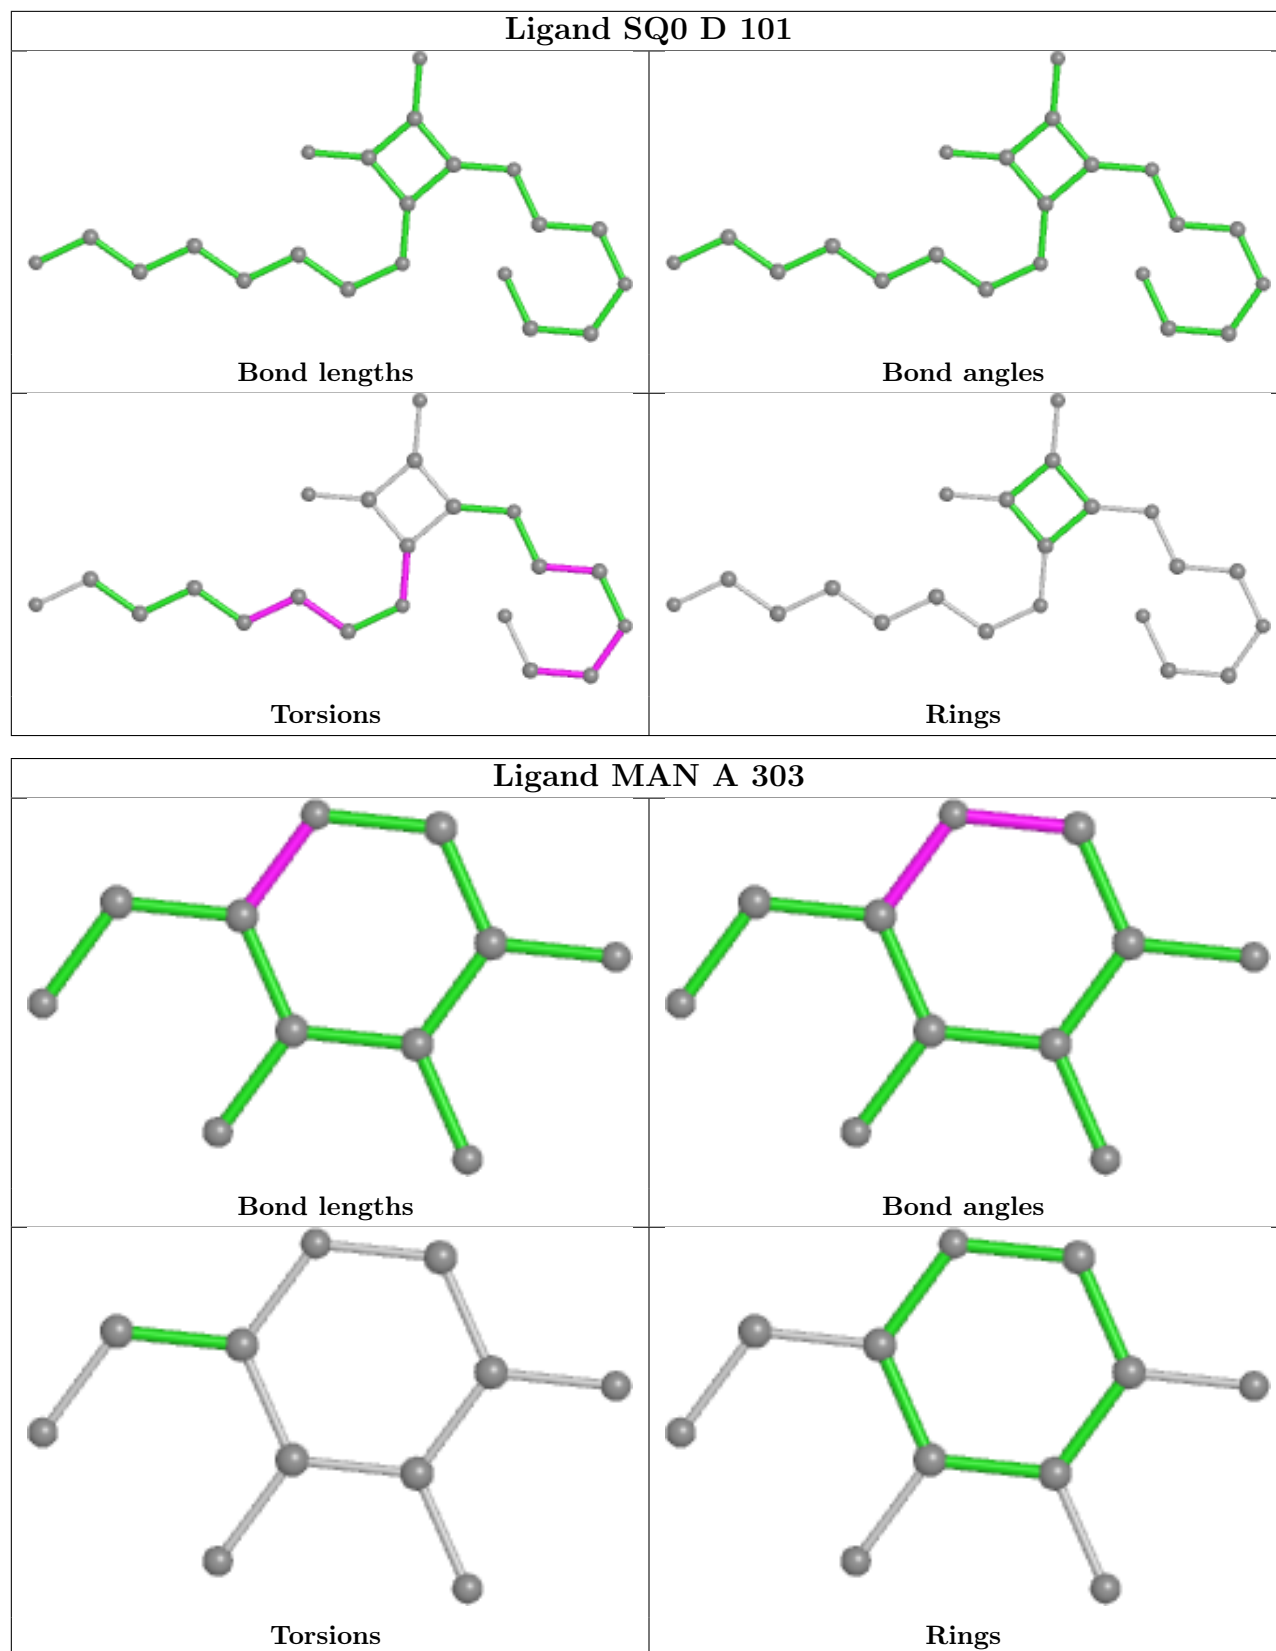 Ligand SQ0 D 101
Bond lengths
Bond angles
Torsions
Rings
Ligand MAN A 303
Bond lengths
Bond angles
Torsions
Rings